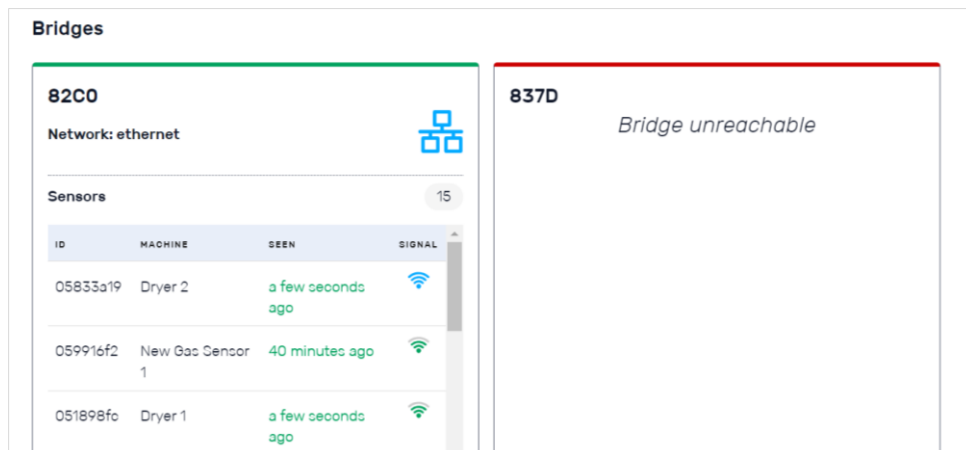 Bridges
82C0
Network: ethernet
Sensors
15
ID MACHINE SEEN SIGNAL
05833a19 Dryer 2 a few seconds
ago
059916f2 New Gas Sensor 40 minutes ago
1
051898fc Dryer 1 a few seconds
ago
837D
Bridge unreachable